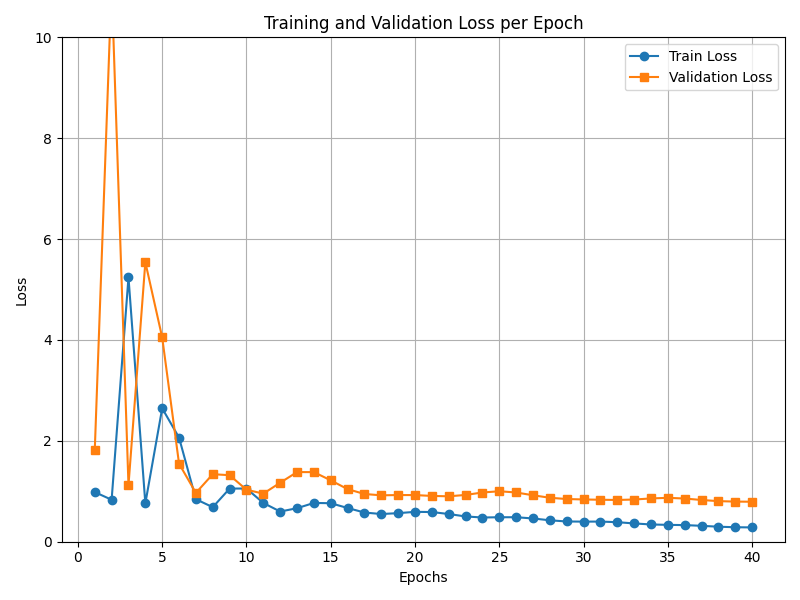 Training and Validation Loss per Epoch
Train Loss
Validation Loss
10
8
6
4
2
0
Loss
0 5 10 15 20 25 30 35 40
Epochs